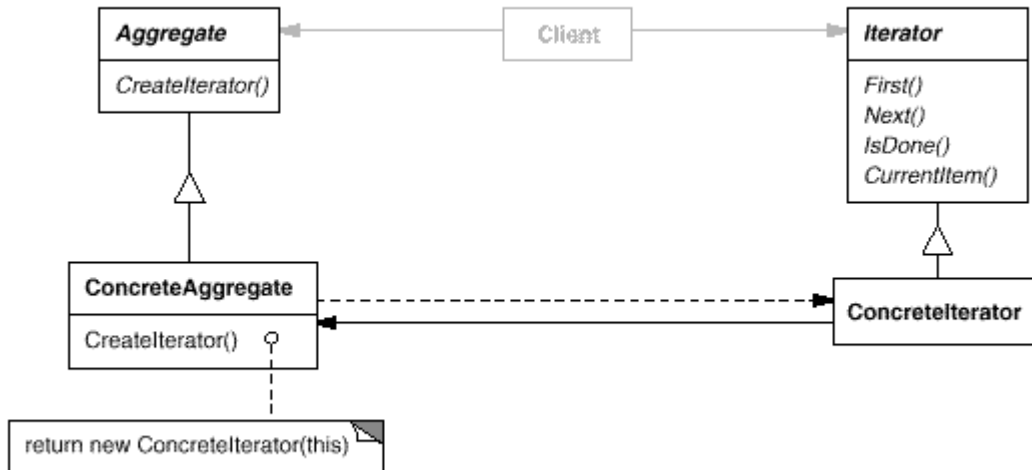 Aggregate
CreateIterator()
Client
Iterator
First()
Next()
IsDone()
CurrentItem()
ConcreteAggregate
CreateIterator()
ConcreteIterator
return new ConcreteIterator(this)